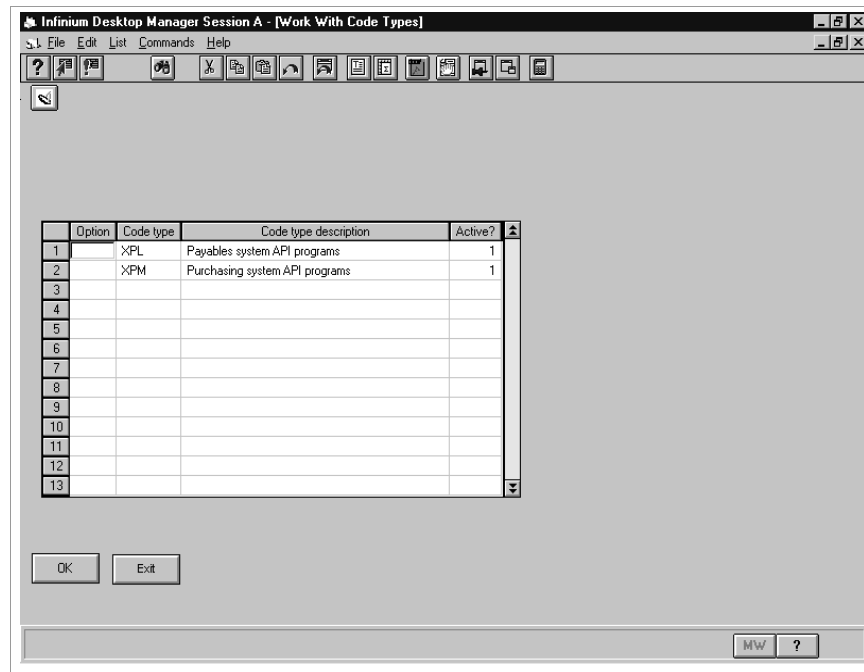 Infinium Desktop Manager Session A - [Work With Code Types]
File Edit List Commands Help
?
Option Code type Code type description Active?
1 XPL Payables system API programs 1
2 XPM Purchasing system API programs 1
3
4
5
6
7
8
9
10
11
12
13
OK Exit
MW ?